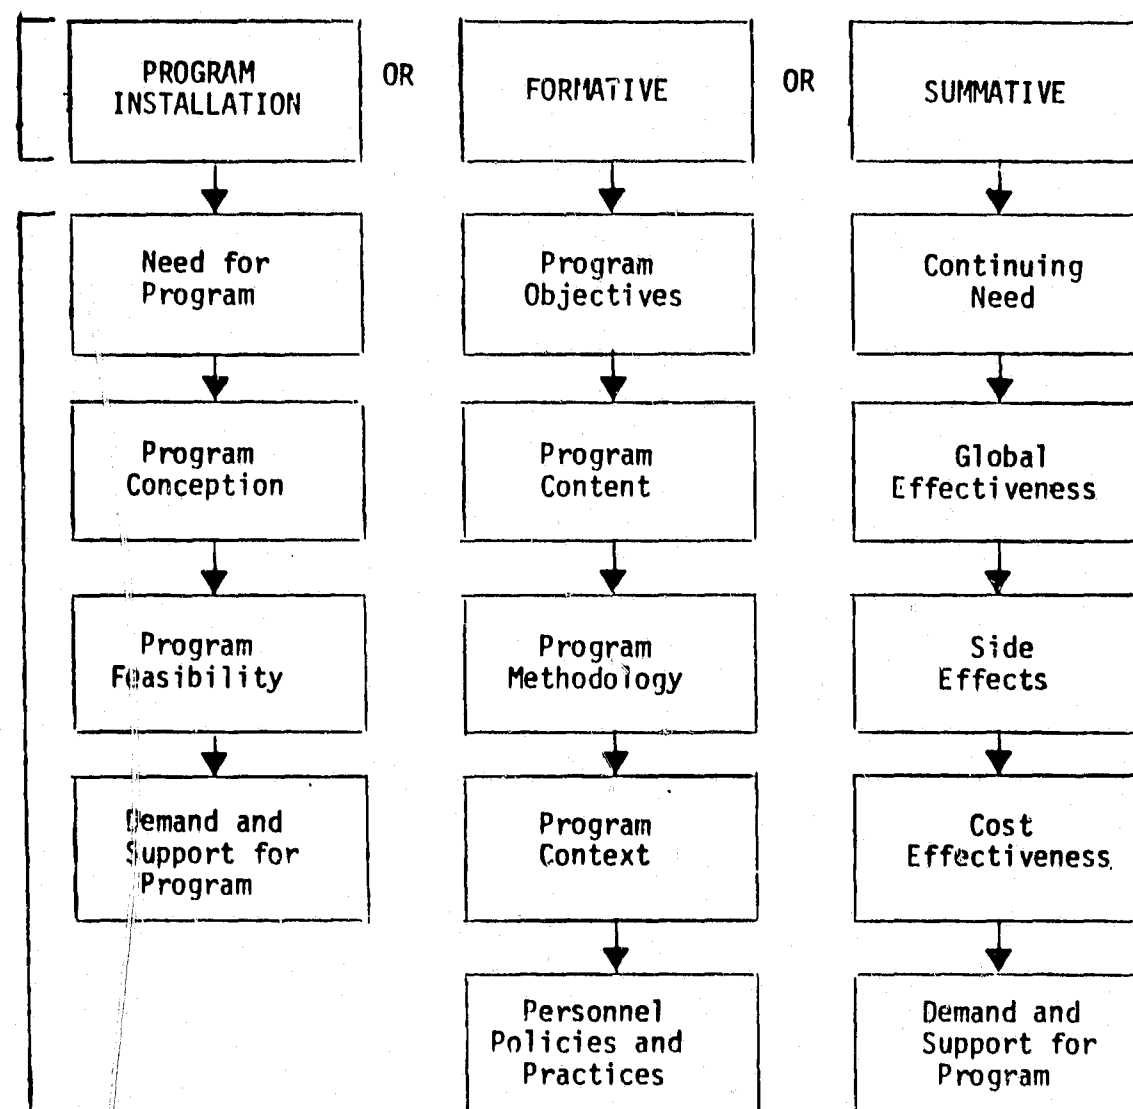 PROGRAM
INSTALLATION
OR
FORMATIVE
OR
SUMMATIVE
Need for
Program
Program
Objectives
Continuing
Need
Program
Conception
Program
Content
Global
Effectiveness
Program
Feasibility
Program
Methodology
Side
Effects
Demand and
Support for
Program
Program
Context
Cost
Effectiveness
Personnel
Policies and
Practices
Demand and
Support for
Program